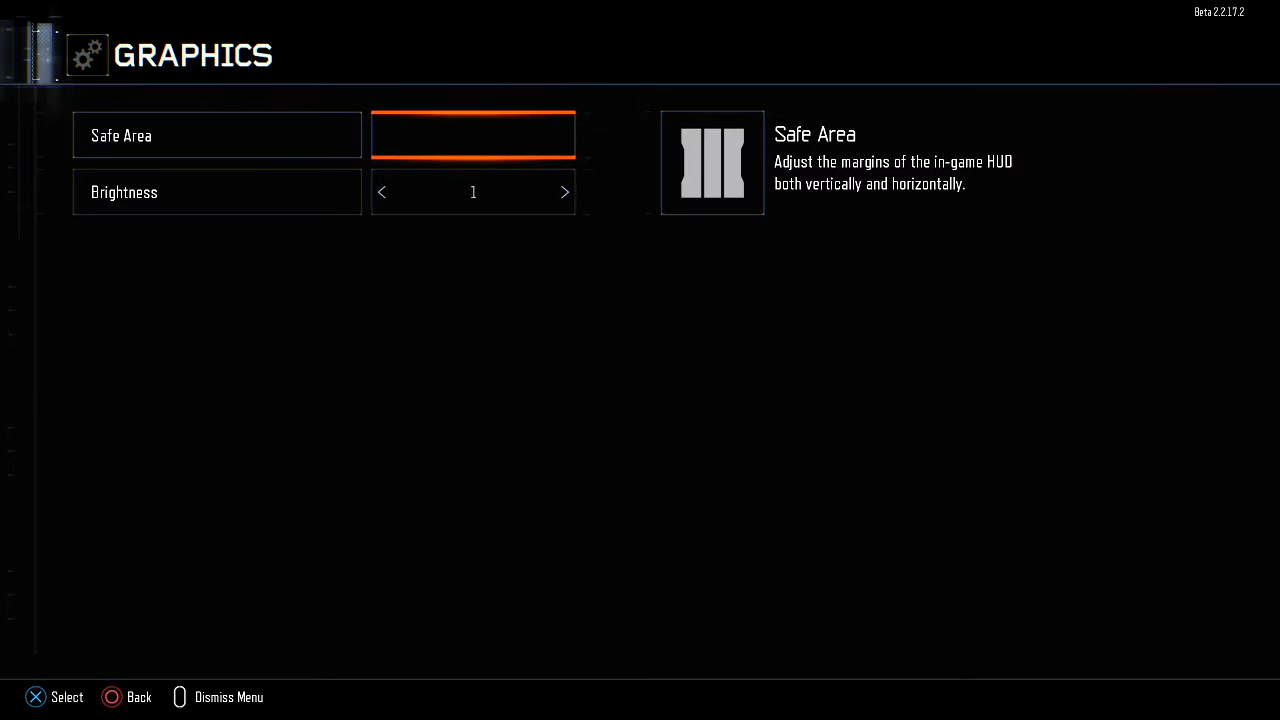 Beta 2.2.17.2
GRAPHICS
Safe Area
Brightness
< 1 >
Safe Area
Adjust the margins of the in-game HUD
both vertically and horizontally.
Select Back Dismiss Menu